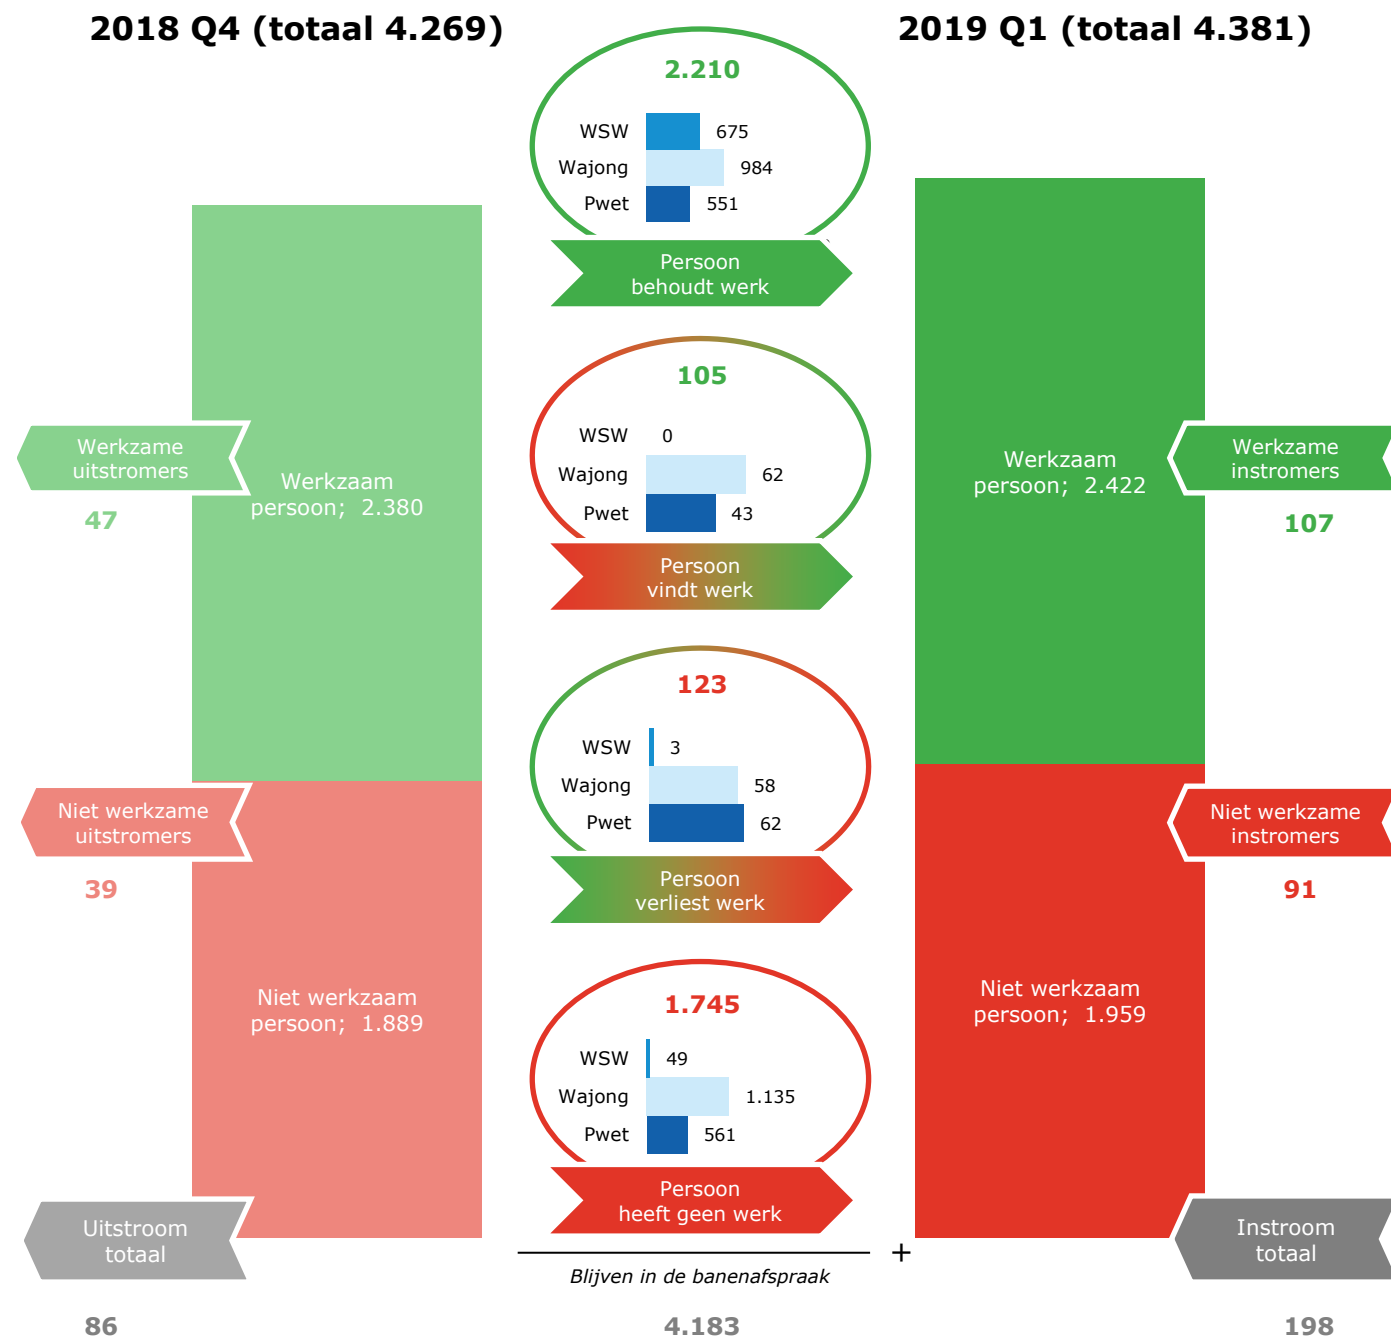 2018 Q4 (totaal 4.269)
2019 Q1 (totaal 4.381)
2.210
WSW 675
Wajong 984
Pwet 551
Persoon
behoudt werk
105
WSW 0
Wajong 62
Pwet 43
Persoon
vindt werk
123
WSW 3
Wajong 58
Pwet 62
Persoon
verliest werk
1.745
WSW 49
Wajong 1.135
Pwet 561
Persoon
heeft geen werk
Werkzame
uitstromers
47
Werkzaam
persoon; 2.380
Niet werkzame
uitstromers
39
Niet werkzaam
persoon; 1.889
Uitstroom
totaal
86
Werkzaam
persoon; 2.422
Werkzame
instromers
107
Niet werkzame
instromers
91
Niet werkzaam
persoon; 1.959
Instroom
totaal
198
+
Blijven in de banenafspraak
4.183